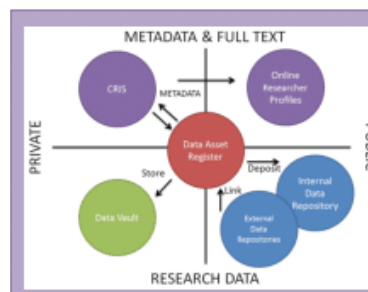 METADATA & FULL TEXT
CRIS
Online
Researcher
Profiles
METADATA
PRIVATE
Data Asset
Register
Deposit
Store
Link
Internal
Data
Repository
Data Vault
External
Data
Repositories
RESEARCH DATA